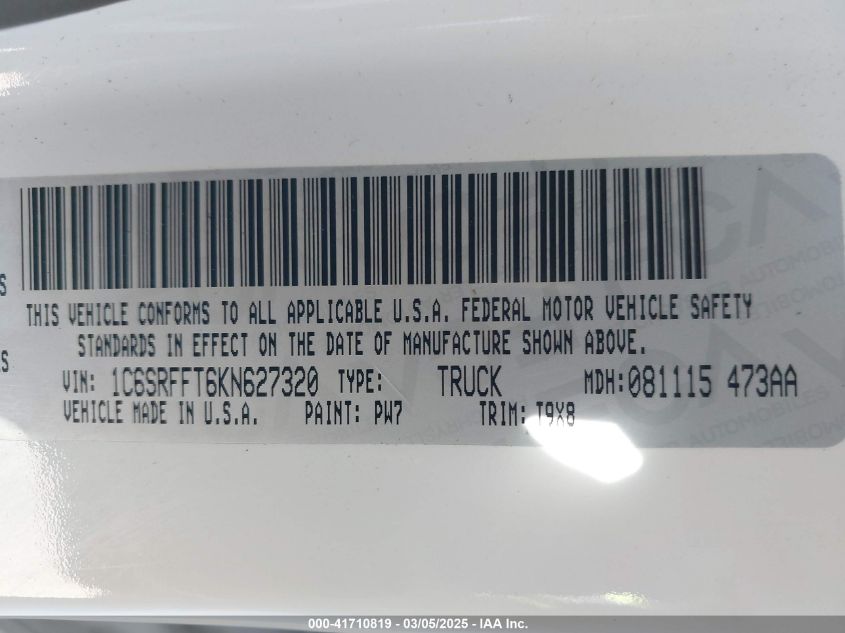 S
THIS VEHICLE CONFORMS TO ALL APPLICABLE U.S.A. FEDERAL MOTOR VEHICLE SAFETY
STANDARDS IN EFFECT ON THE DATE OF MANUFACTURE SHOWN ABOVE.
VIN: 1C6SRFFT6KN627320 TYPE: TRUCK MDH:081115 473AA
VEHICLE MADE IN U.S.A. PAINT: PW7 TRIM: T9X8
000-41710819 - 03/05/2025 - IAA Inc.